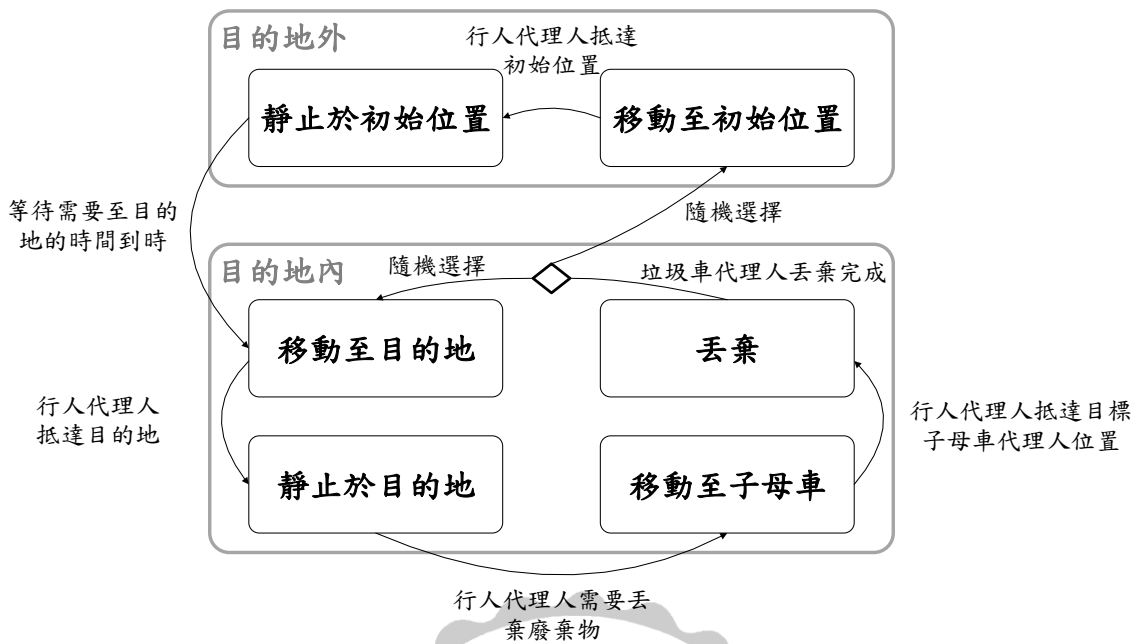 目的地外
行人代理人抵達
初始位置
靜止於初始位置
移動至初始位置
等待需要至目的
地的時間到時
隨機選擇
目的地內
隨機選擇
垃圾車代理人丟棄完成
移動至目的地
丟棄
行人代理人
抵達目的地
行人代理人抵達目標
子母車代理人位置
靜止於目的地
移動至子母車
行人代理人需要丟
棄廢棄物